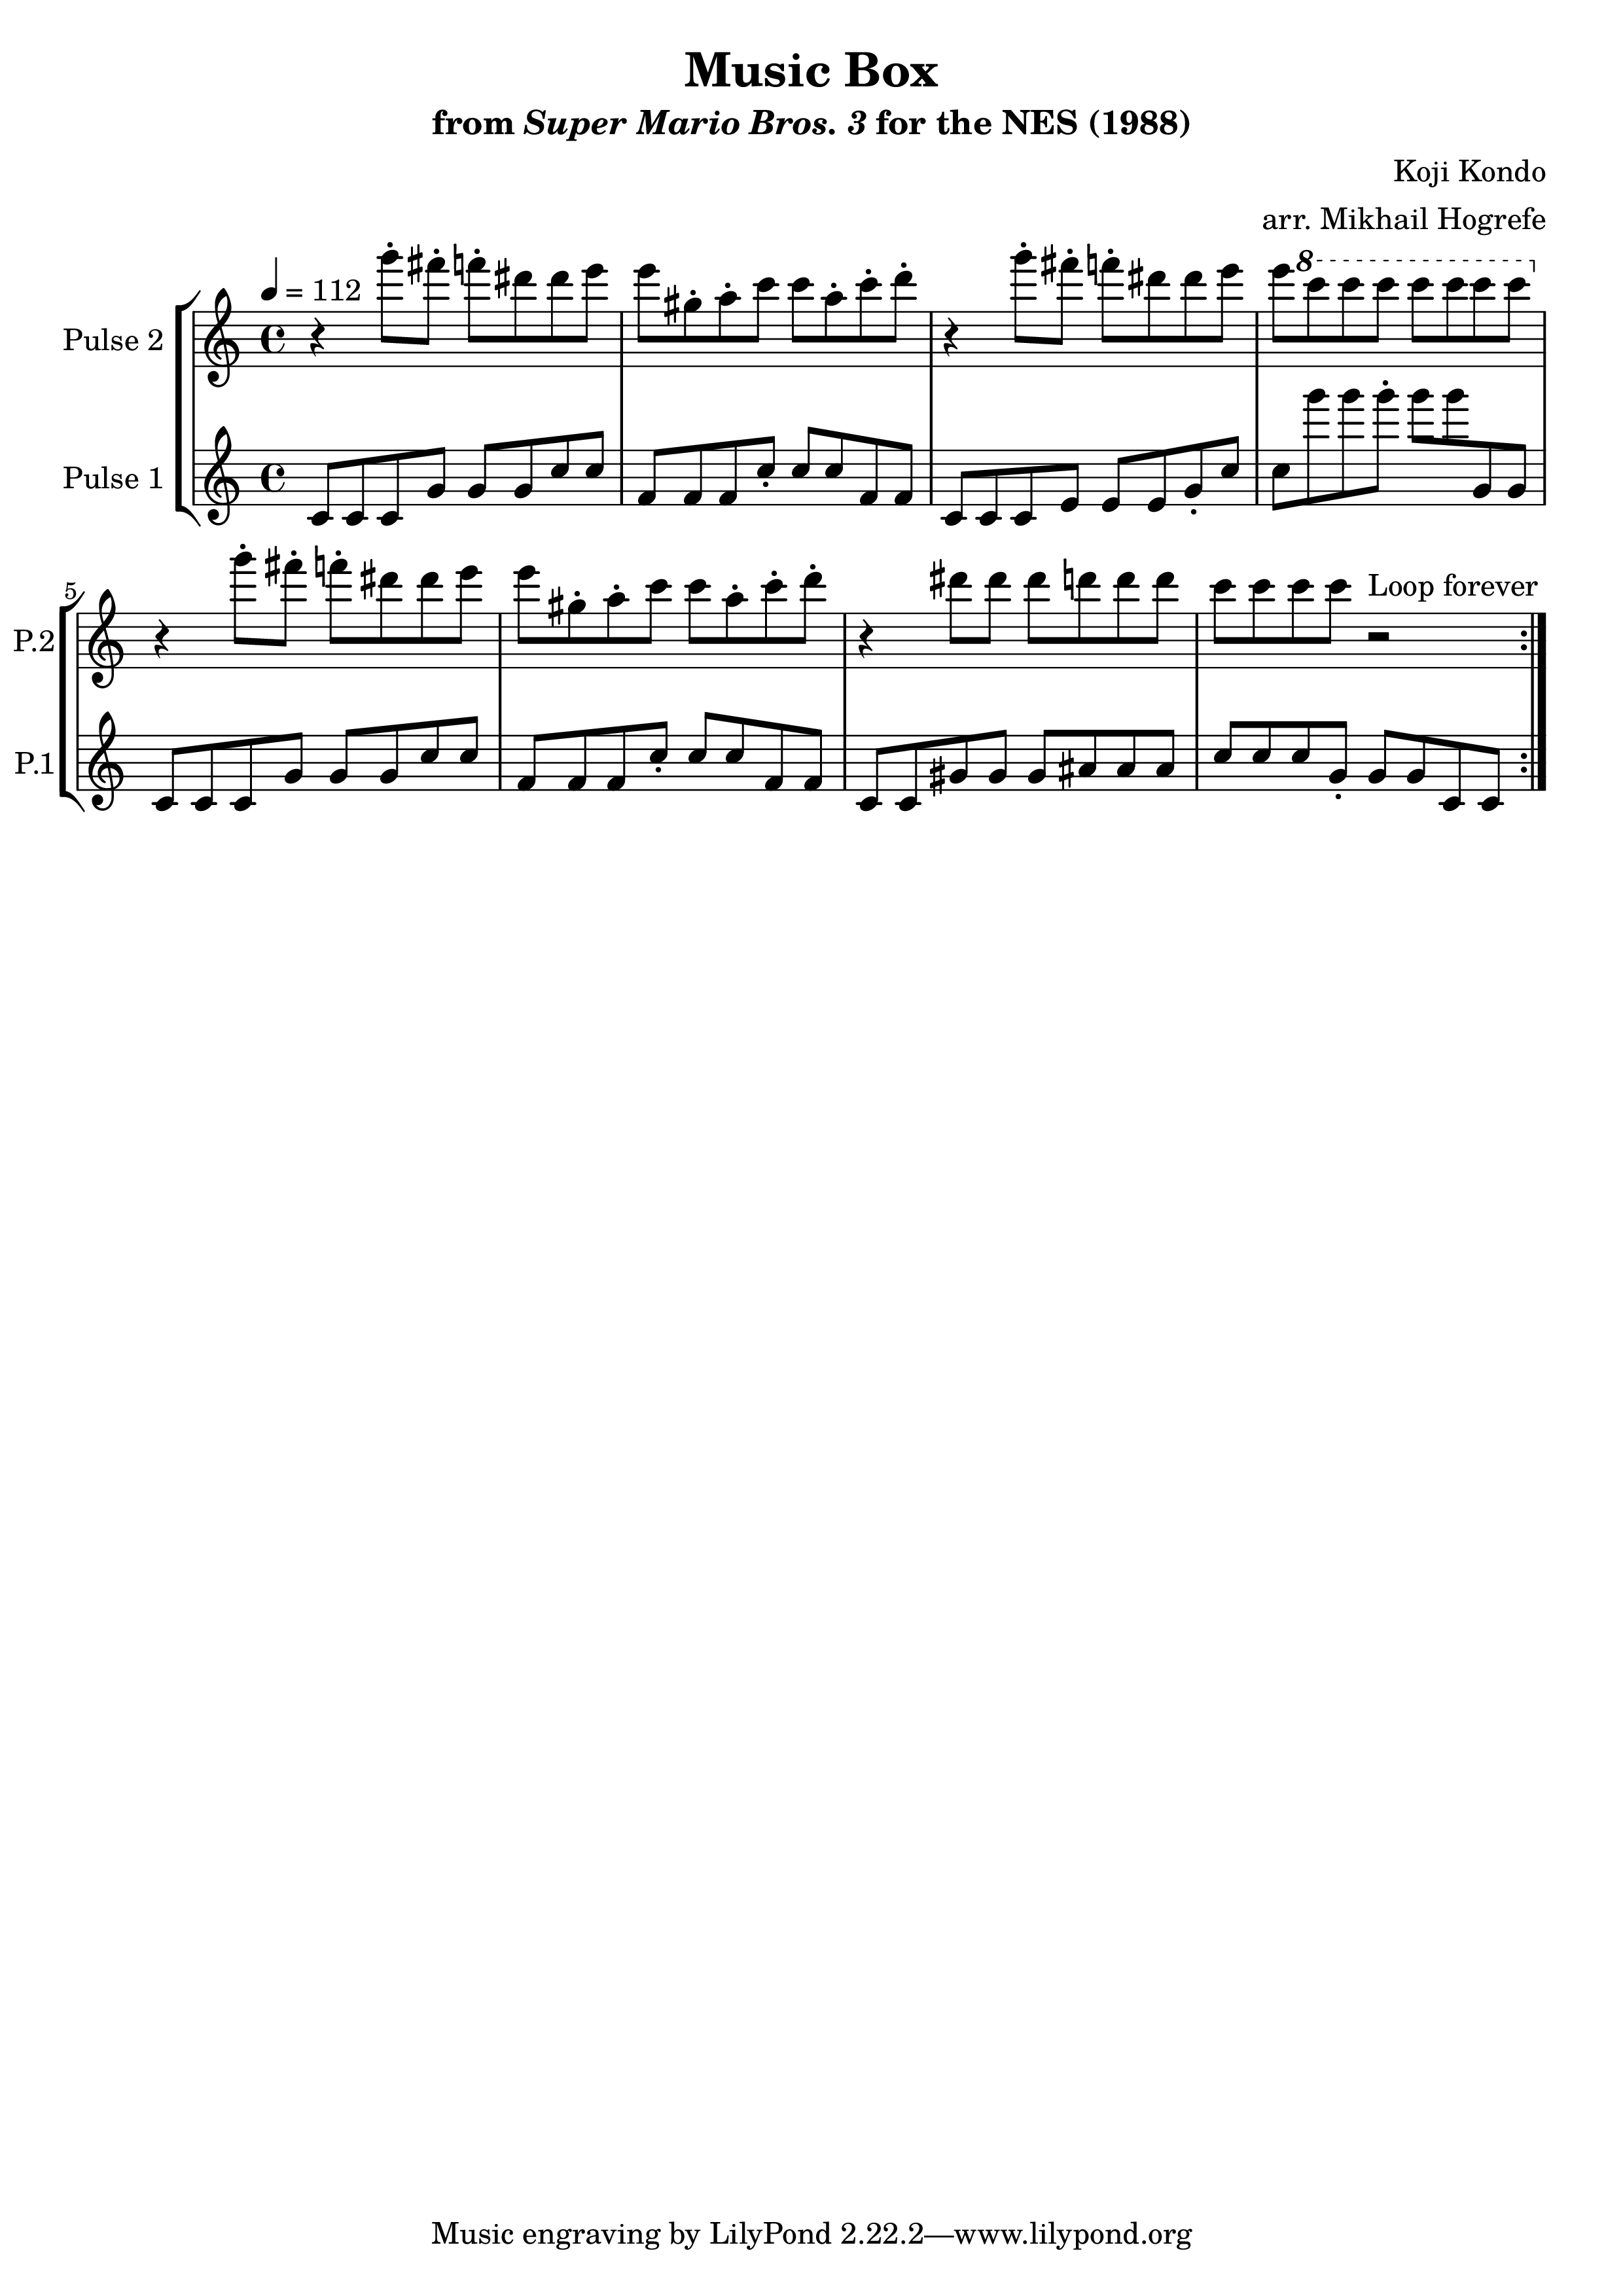 Music Box
from Super Mario Bros. 3 for the NES (1988)
Koji Kondo
arr. Mikhail Hogrefe
= 112
8
Pulse 2
Pulse 1
5
Loop forever
P.2
P.1
Music engraving by LilyPond 2.22.2—www.lilypond.org